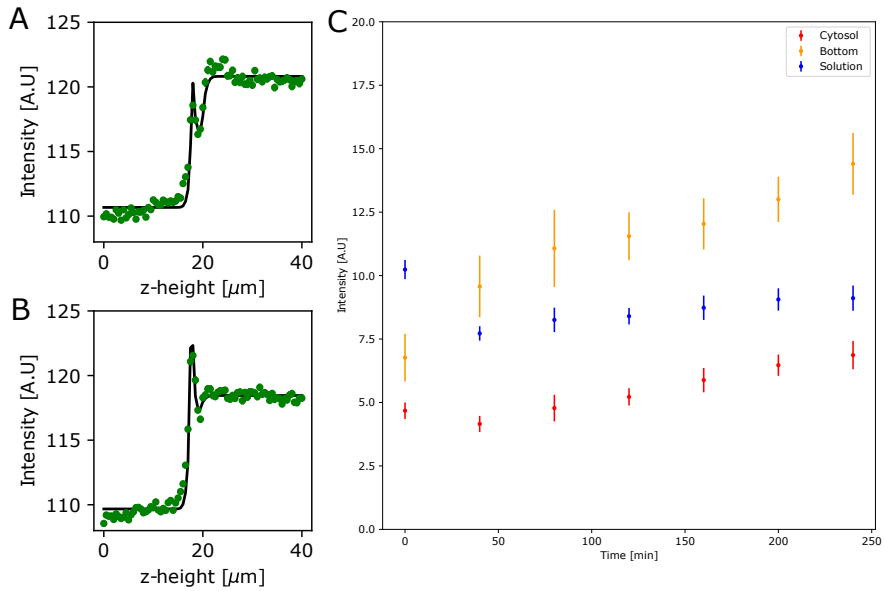 A
125
120
115
110
Intensity [A.U]
0
20
40
z-height [μm]
B
125
120
115
110
Intensity [A.U]
0
20
40
z-height [μm]
C
20.0
17.5
15.0
12.5
10.0
7.5
5.0
2.5
0.0
Intensity [A.U]
Cytosol
Bottom
Solution
0
50
100
150
200
250
Time [min]